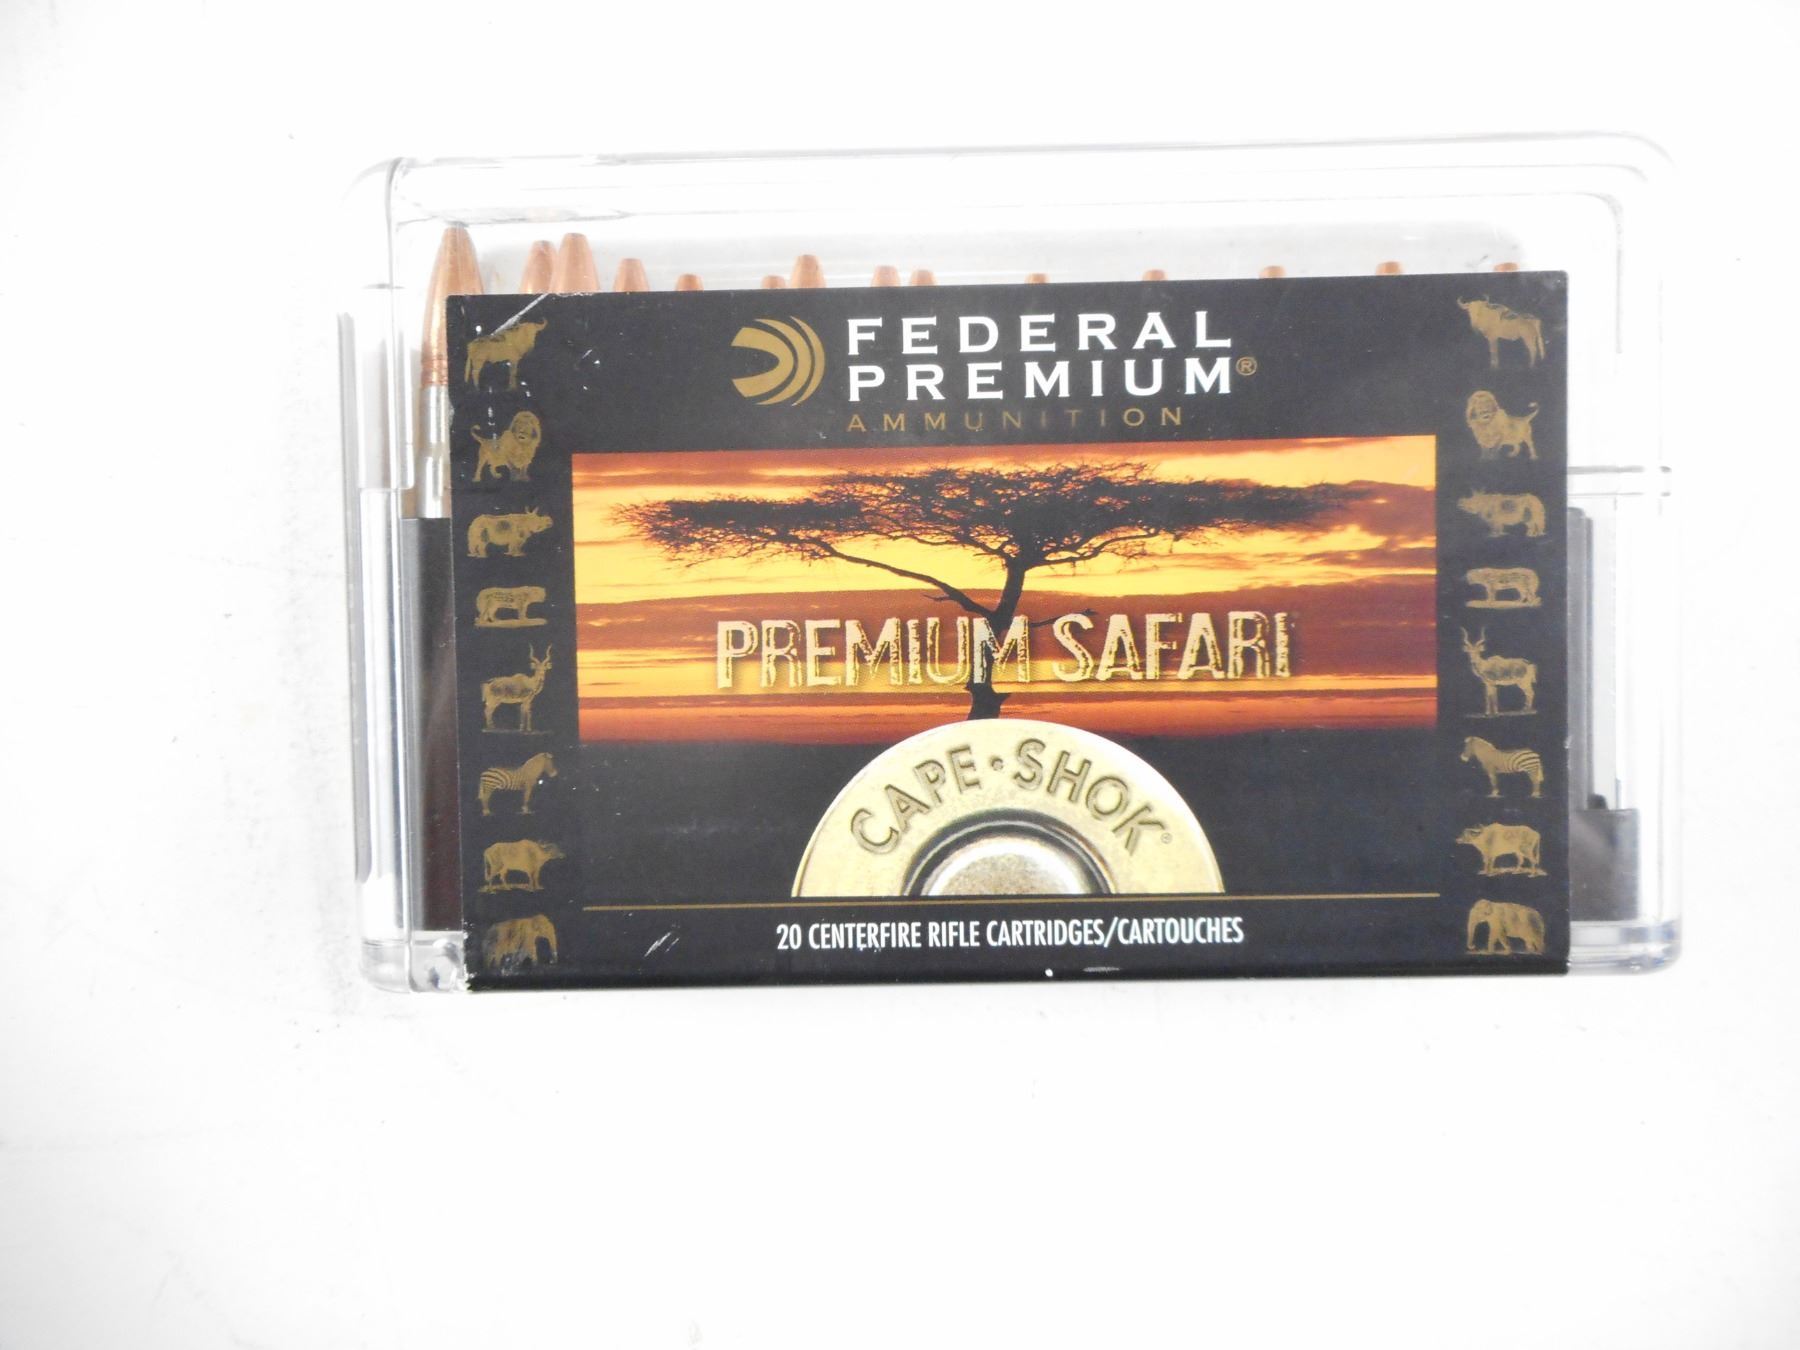 FEDERAL
PREMIUM®
AMMUNITION
PREMIUM SAFARI
CAPE·SHOK®
20 CENTERFIRE RIFLE CARTRIDGES/CARTOUCHES